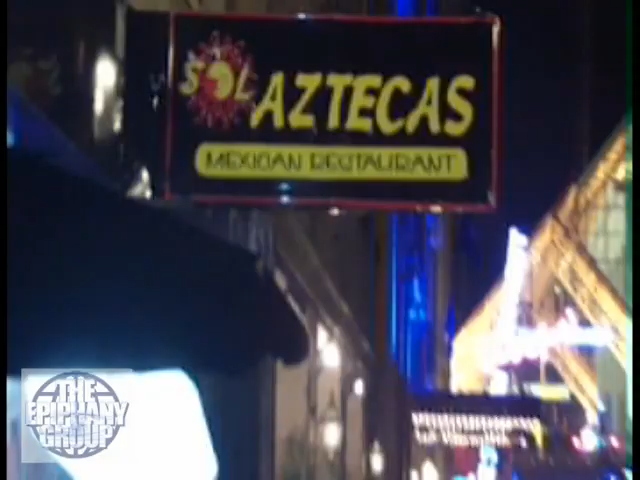 SOL AZTECAS
MEXICAN RESTAURANT
THE
EPIPHANY
GROUP